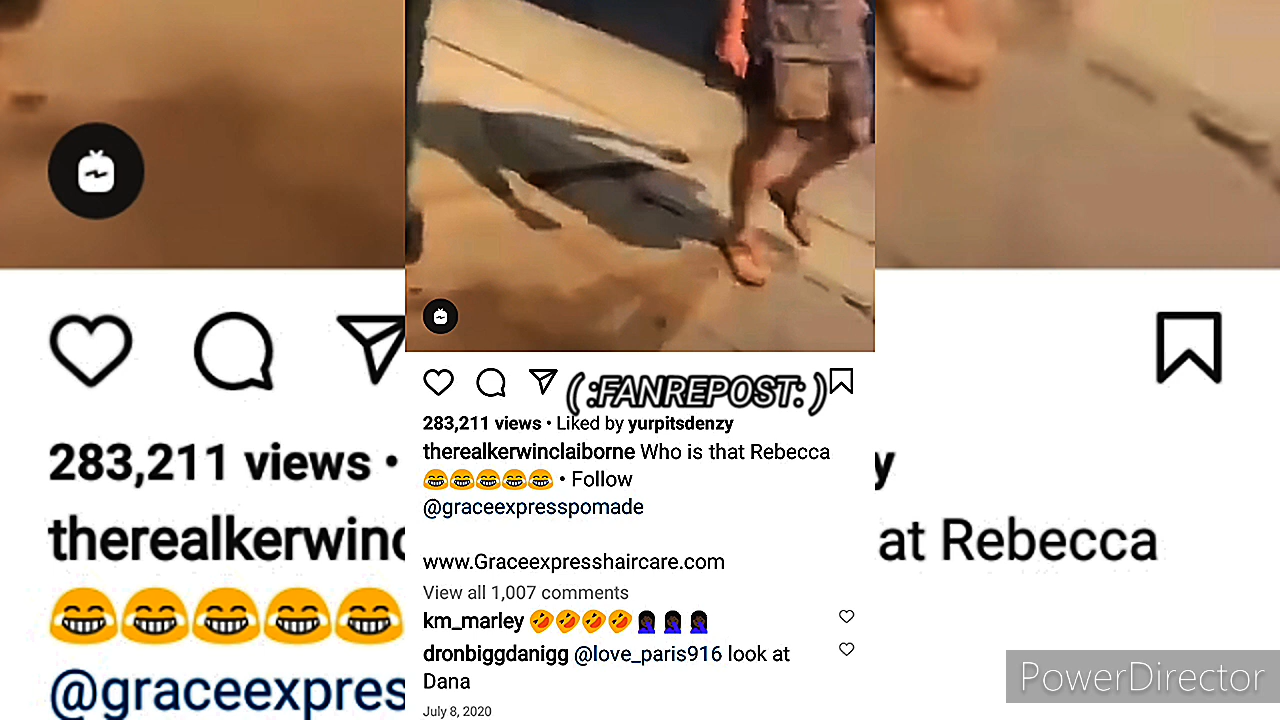 (:FANREPOST:)
283,211 views • Liked by yurpitsdenzy
therealkerwinclaiborne Who is that Rebecca
😂😂😂😂😂 • Follow
@graceexpresspomade
www.Graceexpresshaircare.com
View all 1,007 comments
km_marley 🤣🤣🤣🤣🤦🏿‍♀️🤦🏿‍♀️🤦🏿‍♀️
dronbiggdanigg @love_paris916 look at
Dana
July 8, 2020
283,211 views •
y
therealkerwinc
at Rebecca
😂😂😂😂😂
@graceexpres
PowerDirector